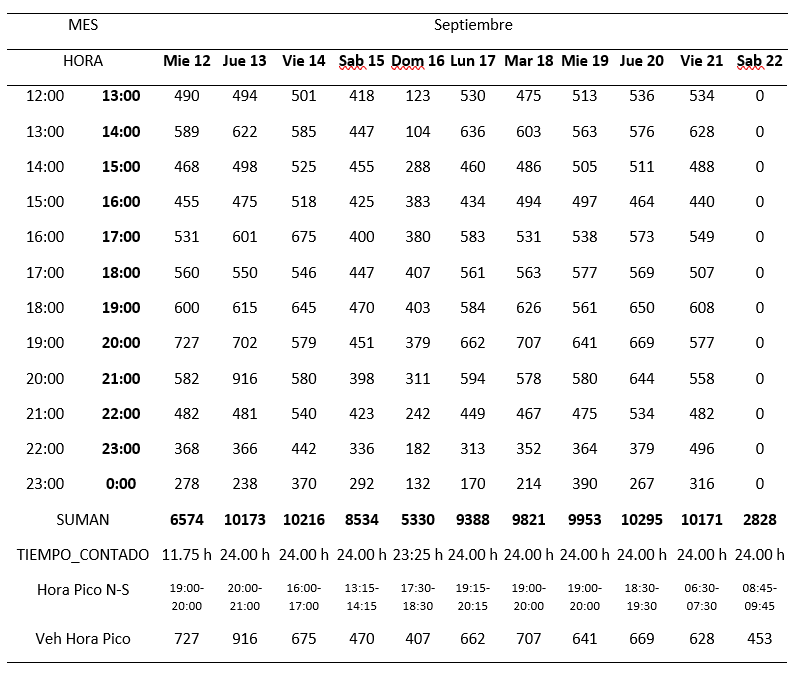 MES Septiembre
HORA Mie 12 Jue 13 Vie 14 Sab 15 Dom 16 Lun 17 Mar 18 Mie 19 Jue 20 Vie 21 Sab 22
12:00 13:00 490 494 501 418 123 530 475 513 536 534 0
13:00 14:00 589 622 585 447 104 636 603 563 576 628 0
14:00 15:00 468 498 525 455 288 460 486 505 511 488 0
15:00 16:00 455 475 518 425 383 434 494 497 464 440 0
16:00 17:00 531 601 675 400 380 583 531 538 573 549 0
17:00 18:00 560 550 546 447 407 561 563 577 569 507 0
18:00 19:00 600 615 645 470 403 584 626 561 650 608 0
19:00 20:00 727 702 579 451 379 662 707 641 669 577 0
20:00 21:00 582 916 580 398 311 594 578 580 644 558 0
21:00 22:00 482 481 540 423 242 449 467 475 534 482 0
22:00 23:00 368 366 442 336 182 313 352 364 379 496 0
23:00 0:00 278 238 370 292 132 170 214 390 267 316 0
SUMAN 6574 10173 10216 8534 5330 9388 9821 9953 10295 10171 2828
TIEMPO_CONTADO 11.75 h 24.00 h 24.00 h 24.00 h 23:25 h 24.00 h 24.00 h 24.00 h 24.00 h 24.00 h 24.00 h
Hora Pico N-S 19:00- 20:00- 16:00- 13:15- 17:30- 19:15- 19:00- 19:00- 18:30- 06:30- 08:45-
20:00 21:00 17:00 14:15 18:30 20:15 20:00 20:00 19:30 07:30 09:45
Veh Hora Pico 727 916 675 470 407 662 707 641 669 628 453